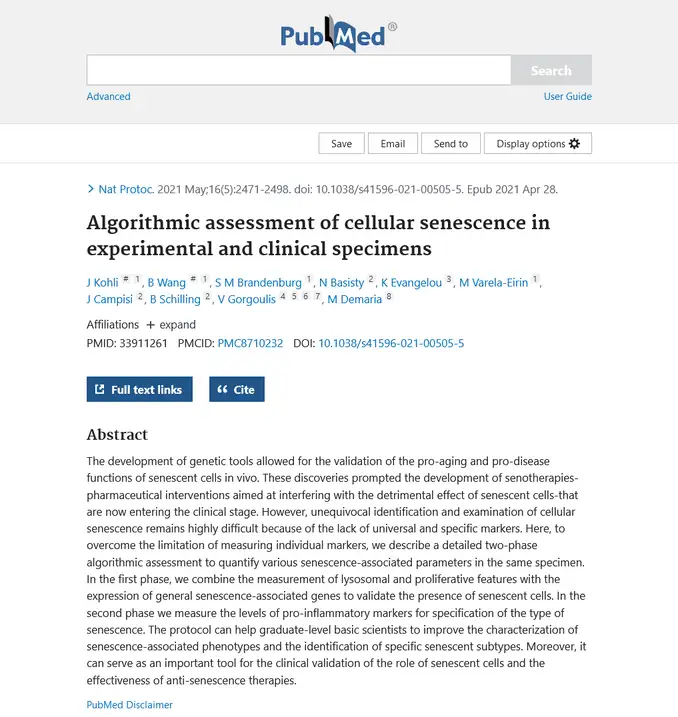 PubMed®
Search
Advanced
User Guide
Save
Email
Send to
Display options
Nat Protoc. 2021 May;16(5):2471-2498. doi: 10.1038/s41596-021-00505-5. Epub 2021 Apr 28.
Algorithmic assessment of cellular senescence in
experimental and clinical specimens
J Kohli # 1, B Wang # 1, S M Brandenburg 1, N Basisty 2, K Evangelou 3, M Varela-Eirin 1,
J Campisi 2, B Schilling 2, V Gorgoulis 4 5 6 7, M Demaria 8
Affiliations + expand
PMID: 33911261 PMCID: PMC8710232 DOI: 10.1038/s41596-021-00505-5
Full text links
Cite
Abstract
The development of genetic tools allowed for the validation of the pro-aging and pro-disease
functions of senescent cells in vivo. These discoveries prompted the development of senotherapies-
pharmaceutical interventions aimed at interfering with the detrimental effect of senescent cells-that
are now entering the clinical stage. However, unequivocal identification and examination of cellular
senescence remains highly difficult because of the lack of universal and specific markers. Here, to
overcome the limitation of measuring individual markers, we describe a detailed two-phase
algorithmic assessment to quantify various senescence-associated parameters in the same specimen.
In the first phase, we combine the measurement of lysosomal and proliferative features with the
expression of general senescence-associated genes to validate the presence of senescent cells. In the
second phase we measure the levels of pro-inflammatory markers for specification of the type of
senescence. The protocol can help graduate-level basic scientists to improve the characterization of
senescence-associated phenotypes and the identification of specific senescent subtypes. Moreover, it
can serve as an important tool for the clinical validation of the role of senescent cells and the
effectiveness of anti-senescence therapies.
PubMed Disclaimer